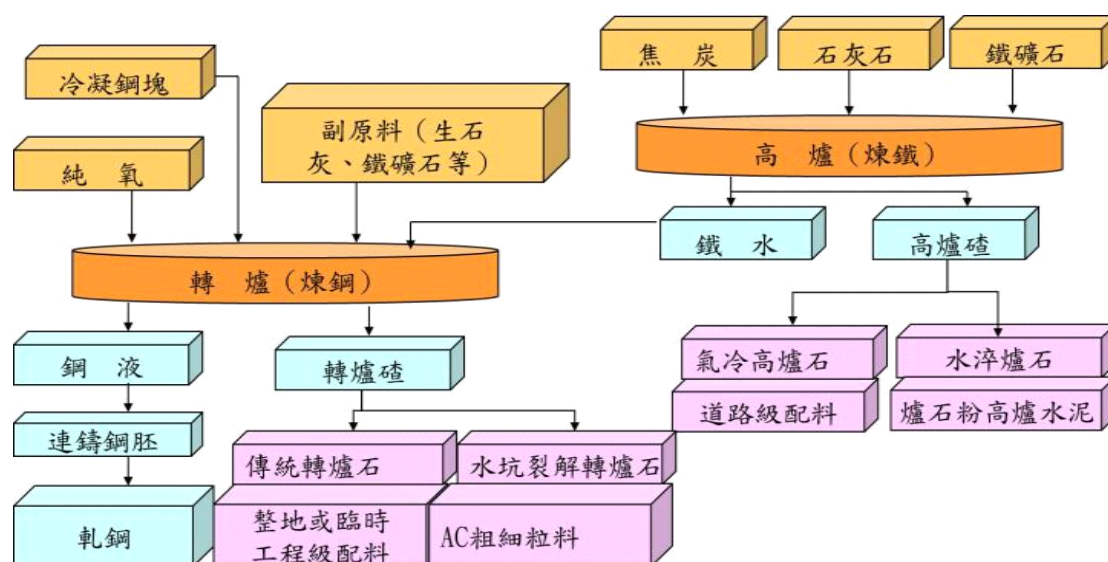 焦　炭
石灰石
鐵礦石
冷凝鋼塊
副原料（生石
灰、鐵礦石等）
高　爐（煉鐵）
純　氧
鐵　水
高爐碴
轉　爐（煉鋼）
鋼　液
轉爐碴
氣冷高爐石
水淬爐石
道路級配料
爐石粉高爐水泥
連鑄鋼胚
傳統轉爐石
水坑裂解轉爐石
軋鋼
整地或臨時
工程級配料
AC粗細粒料